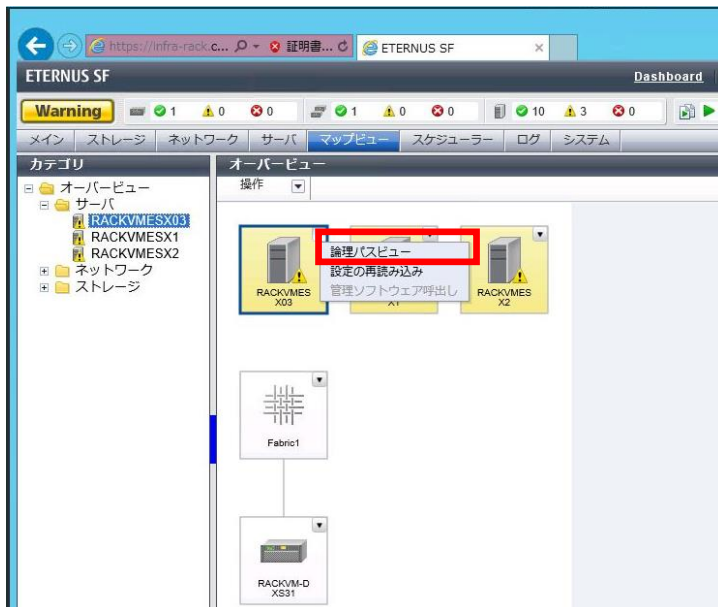 https://infra-rack.c... 証明書... ETERNUS SF
ETERNUS SF Dashboard
Warning 1 0 0 1 0 0 10 3 0
メイン ストレージ ネットワーク サーバ マップビュー スケジューラー ログ システム
カテゴリ オーバービュー
操作
オーバービュー
サーバ
RACKVMESX03
RACKVMESX1
RACKVMESX2
ネットワーク
ストレージ
論理パスビュー
設定の再読み込み
管理ソフトウェア呼出し
RACKVMES
X03
X1
RACKVMES
X2
Fabric1
RACKVM-D
XS31